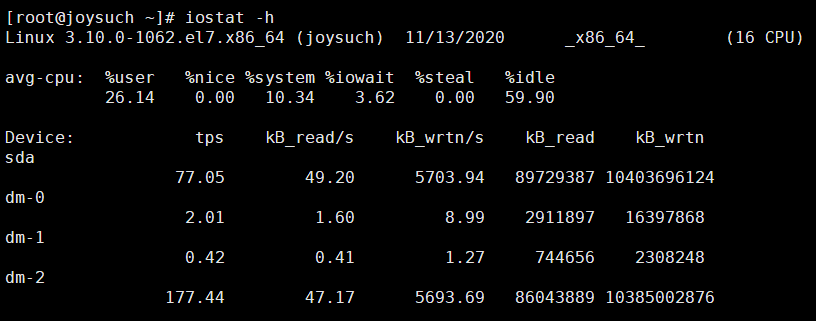 [root@joysuch ~]# iostat -h
Linux 3.10.0-1062.el7.x86_64 (joysuch)  11/13/2020      _x86_64_        (16 CPU)
avg-cpu:  %user   %nice %system %iowait  %steal   %idle
          26.14    0.00   10.34    3.62    0.00   59.90
Device:            tps    kB_read/s    kB_wrtn/s    kB_read    kB_wrtn
sda
                 77.05        49.20      5703.94   89729387 10403696124
dm-0
                  2.01         1.60         8.99    2911897   16397868
dm-1
                  0.42         0.41         1.27     744656    2308248
dm-2
                177.44        47.17      5693.69   86043889 10385002876